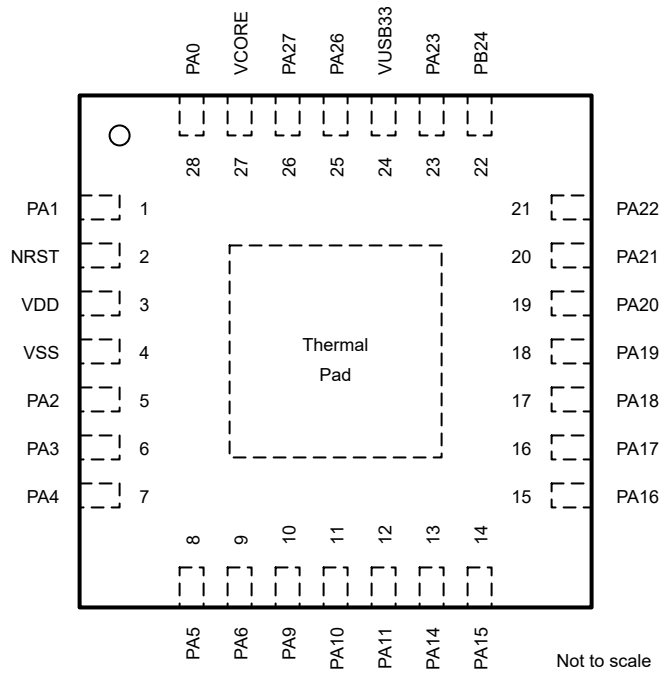 PA0 VCORE PA27 PA26 VUSB33 PA23 PB24
28 27 26 25 24 23 22
PA1 1 21 PA22
NRST 2 20 PA21
VDD 3 19 PA20
VSS 4 18 PA19
PA2 5 17 PA18
PA3 6 16 PA17
PA4 7 15 PA16
Thermal
Pad
8 9 10 11 12 13 14
PA5 PA6 PA9 PA10 PA11 PA14 PA15
Not to scale